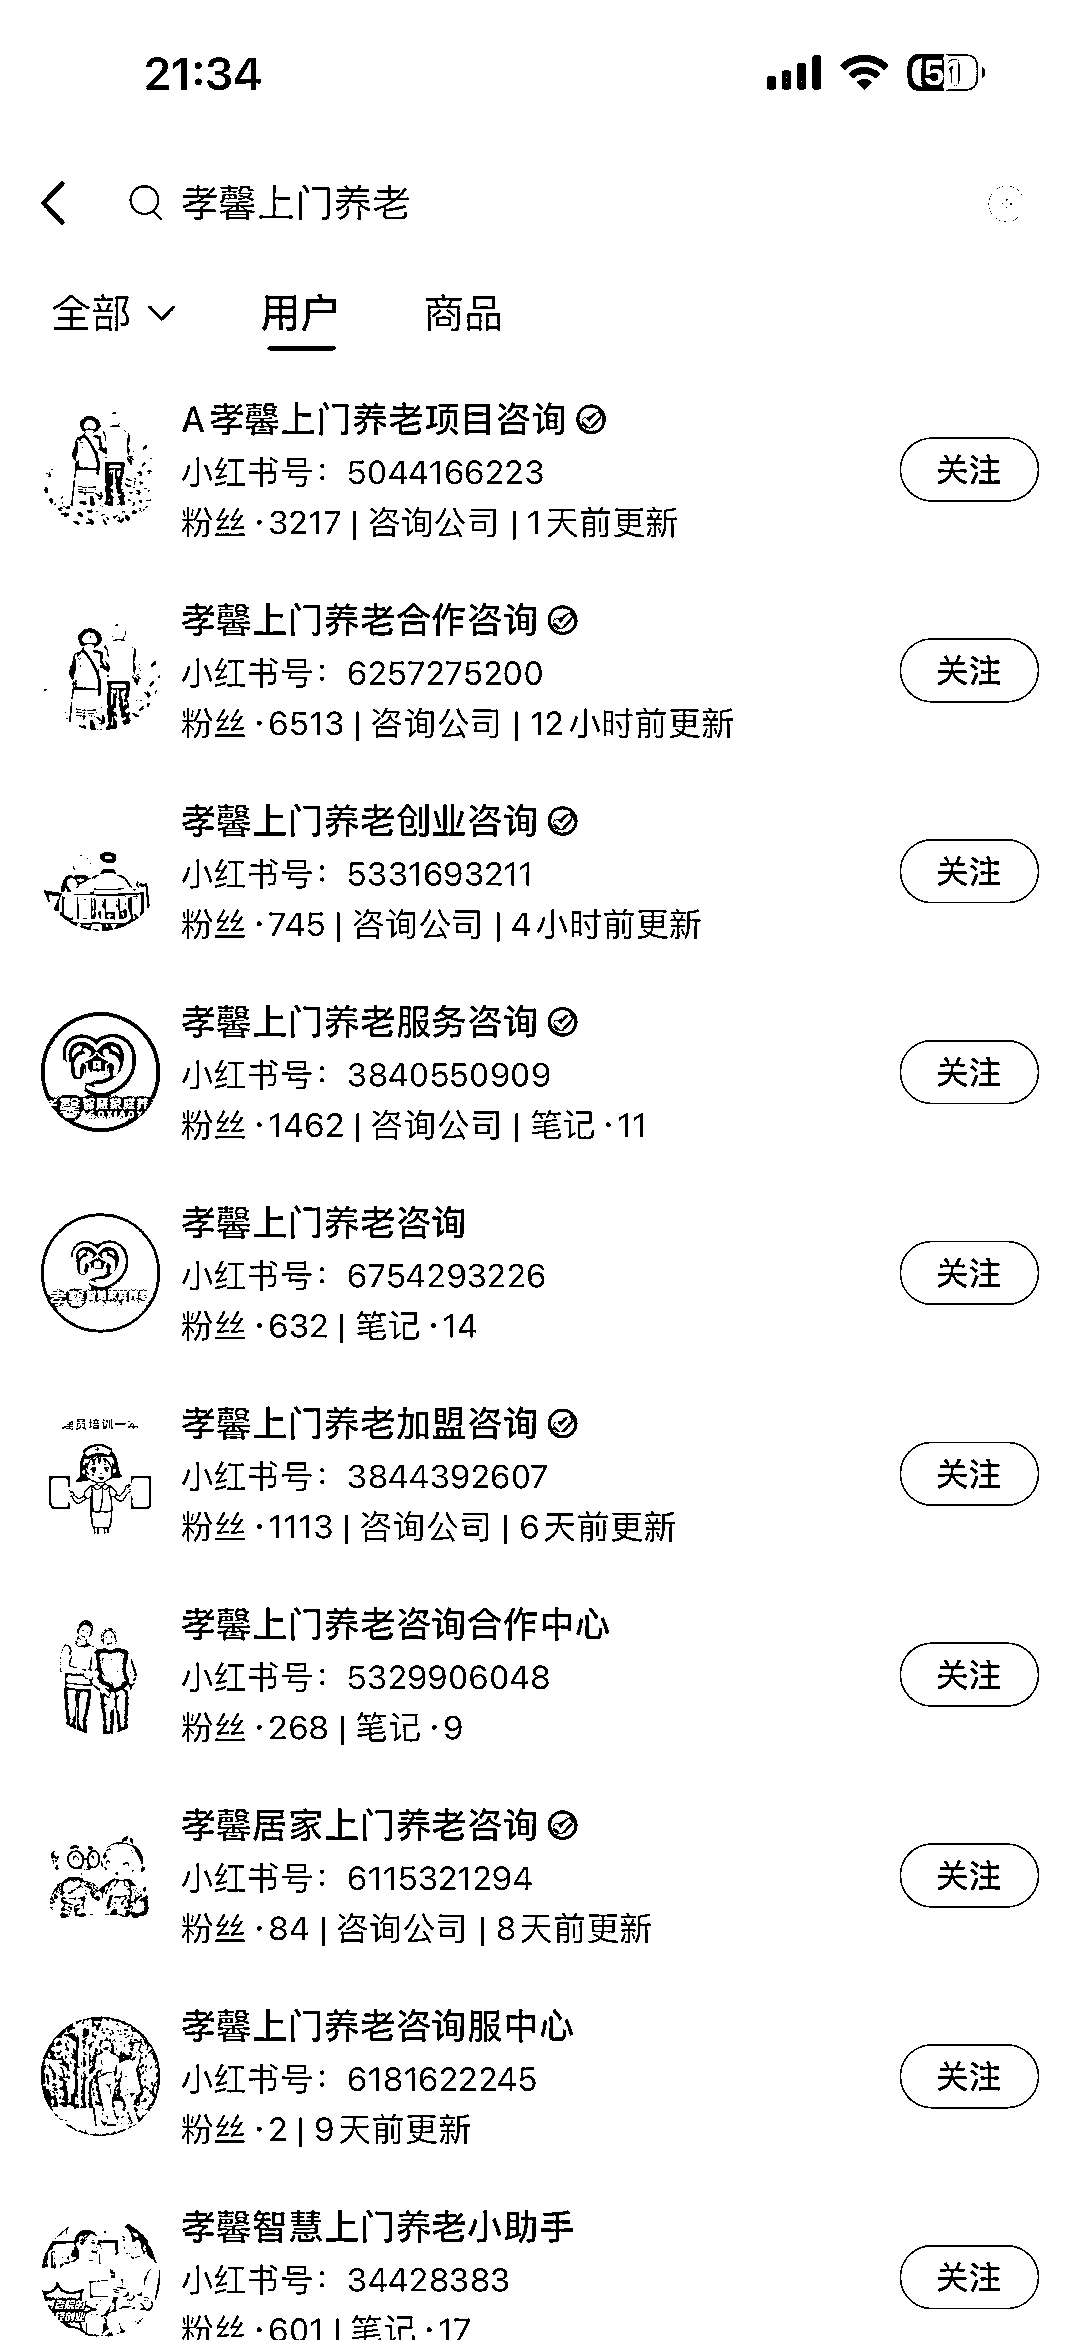 21:34
51
孝馨上门养老
全部
用户
商品
A孝馨上门养老项目咨询
小红书号：5044166223
粉丝·3217 | 咨询公司 | 1天前更新
关注
孝馨上门养老合作咨询
小红书号：6257275200
粉丝·6513 | 咨询公司 | 12小时前更新
关注
孝馨上门养老创业咨询
小红书号：5331693211
粉丝·745 | 咨询公司 | 4小时前更新
关注
孝馨上门养老服务咨询
小红书号：3840550909
粉丝·1462 | 咨询公司 | 笔记·11
关注
孝馨上门养老咨询
小红书号：6754293226
粉丝·632 | 笔记·14
关注
孝馨上门养老加盟咨询
小红书号：3844392607
粉丝·1113 | 咨询公司 | 6天前更新
关注
孝馨上门养老咨询合作中心
小红书号：5329906048
粉丝·268 | 笔记·9
关注
孝馨居家上门养老咨询
小红书号：6115321294
粉丝·84 | 咨询公司 | 8天前更新
关注
孝馨上门养老咨询服中心
小红书号：6181622245
粉丝·2 | 9天前更新
关注
孝馨智慧上门养老小助手
小红书号：34428383
粉丝·601 | 笔记·17
关注